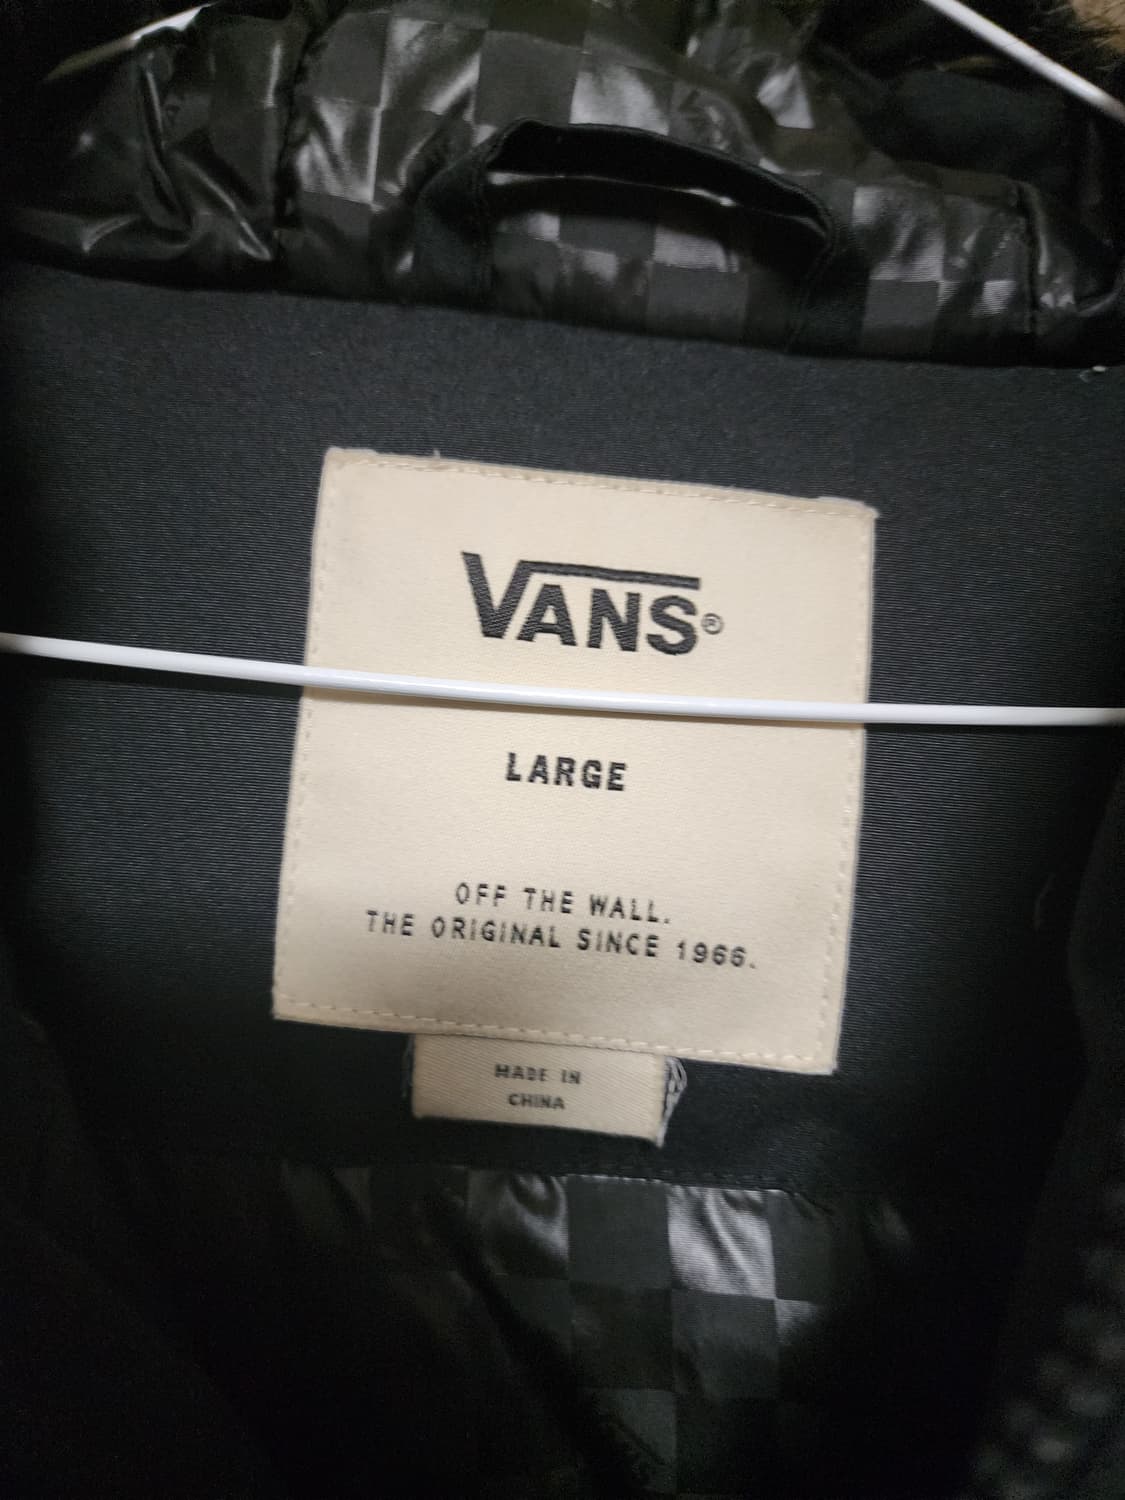 VANS®
LARGE
OFF THE WALL.
THE ORIGINAL SINCE 1966.
MADE IN
CHINA